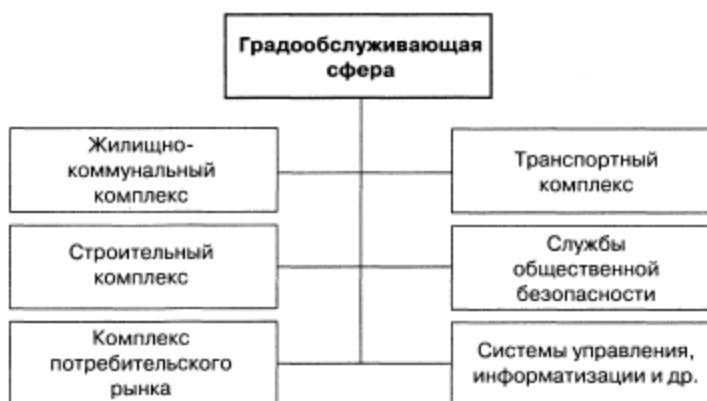 Градообслуживающая
сфера
Жилищно-
коммунальный
комплекс
Транспортный
комплекс
Строительный
комплекс
Службы
общественной
безопасности
Комплекс
потребительского
рынка
Системы управления,
информатизации и др.